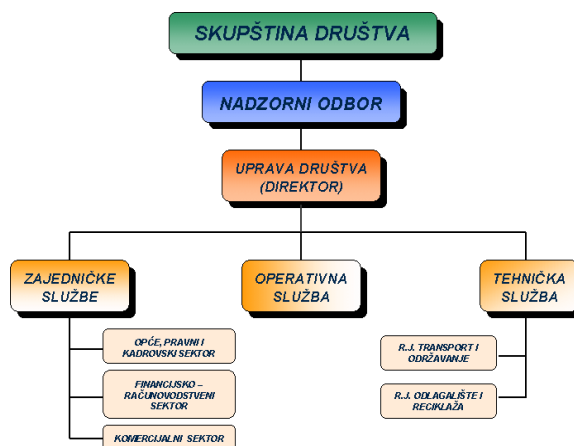 SKUPŠTINA DRUŠTVA
NADZORNI ODBOR
UPRAVA DRUŠTVA
(DIREKTOR)
ZAJEDNIČKE
SLUŽBE
OPERATIVNA
SLUŽBA
TEHNIČKA
SLUŽBA
OPĆE, PRAVNI I
KADROVSKI SEKTOR
FINANCIJSKO –
RAČUNOVODSTVENI
SEKTOR
KOMERCIJALNI SEKTOR
R.J. TRANSPORT I
ODRŽAVANJE
R.J. ODLAGALIŠTE I
RECIKLAŽA